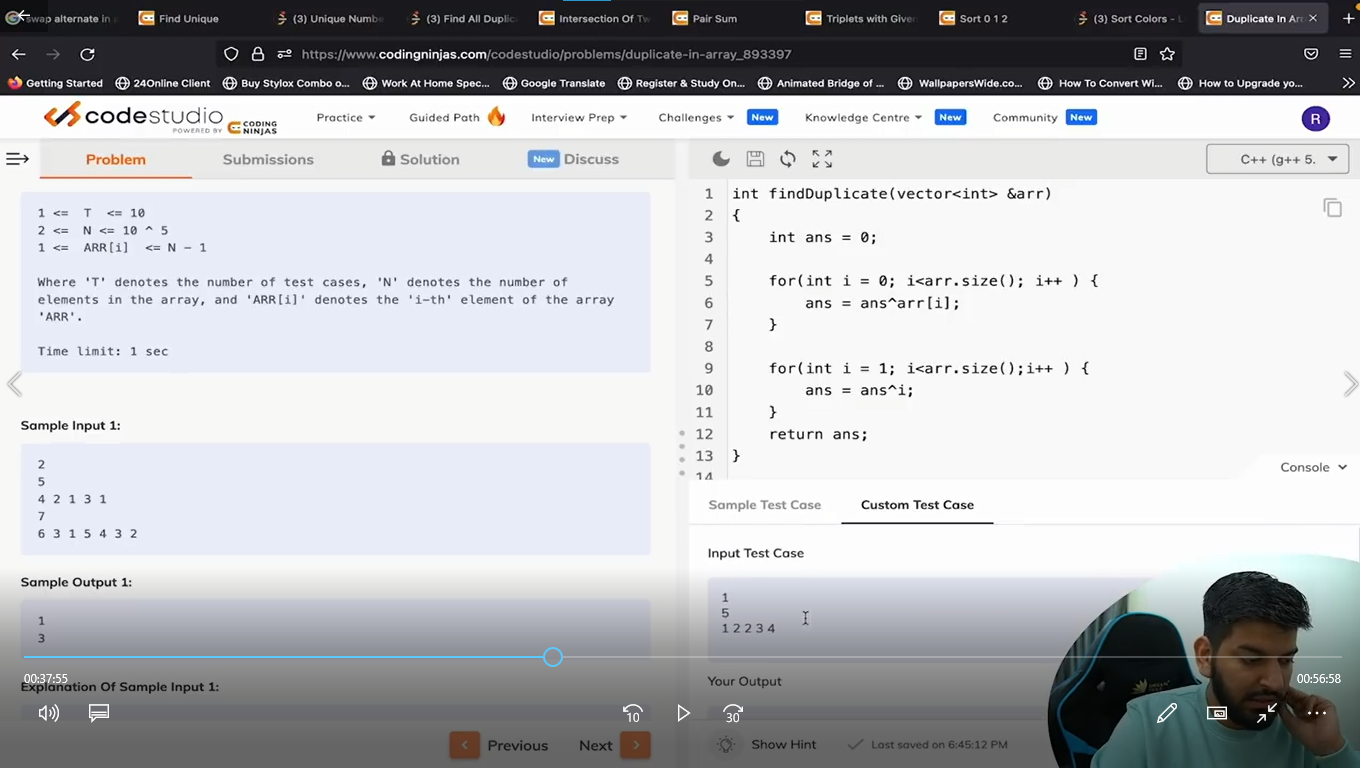 swap alternate in
Find Unique
(3) Unique Numbe
(3) Find All Duplic
Intersection Of Tw
Pair Sum
Triplets with Given
Sort 0 1 2
(3) Sort Colors - L
Duplicate In Arr
https://www.codingninjas.com/codestudio/problems/duplicate-in-array_893397
Getting Started
24Online Client
Buy Stylox Combo o...
Work At Home Spec...
Google Translate
Register & Study On...
Animated Bridge of ...
WallpapersWide.co...
How To Convert Wi...
How to Upgrade yo...
codestudio
POWERED BY CODING NINJAS
Practice
Guided Path
Interview Prep
Challenges New
Knowledge Centre New
Community New
R
Problem
Submissions
Solution
New Discuss
C++ (g++ 5.
1 <= T <= 10
2 <= N <= 10 ^ 5
1 <= ARR[i] <= N - 1
Where 'T' denotes the number of test cases, 'N' denotes the number of
elements in the array, and 'ARR[i]' denotes the 'i-th' element of the array
'ARR'.
Time limit: 1 sec
Sample Input 1:
2
5
4 2 1 3 1
7
6 3 1 5 4 3 2
Sample Output 1:
1
3
Explanation Of Sample Input 1:
1 int findDuplicate(vector<int> &arr)
2 {
3 int ans = 0;
4
5 for(int i = 0; i<arr.size(); i++ ) {
6 ans = ans^arr[i];
7 }
8
9 for(int i = 1; i<arr.size();i++ ) {
10 ans = ans^i;
11 }
12 return ans;
13 }
14
Console
Sample Test Case
Custom Test Case
Input Test Case
1
5
1 2 2 3 4
Your Output
00:37:55
00:56:58
10
30
Previous
Next
Show Hint
Last saved on 6:45:12 PM